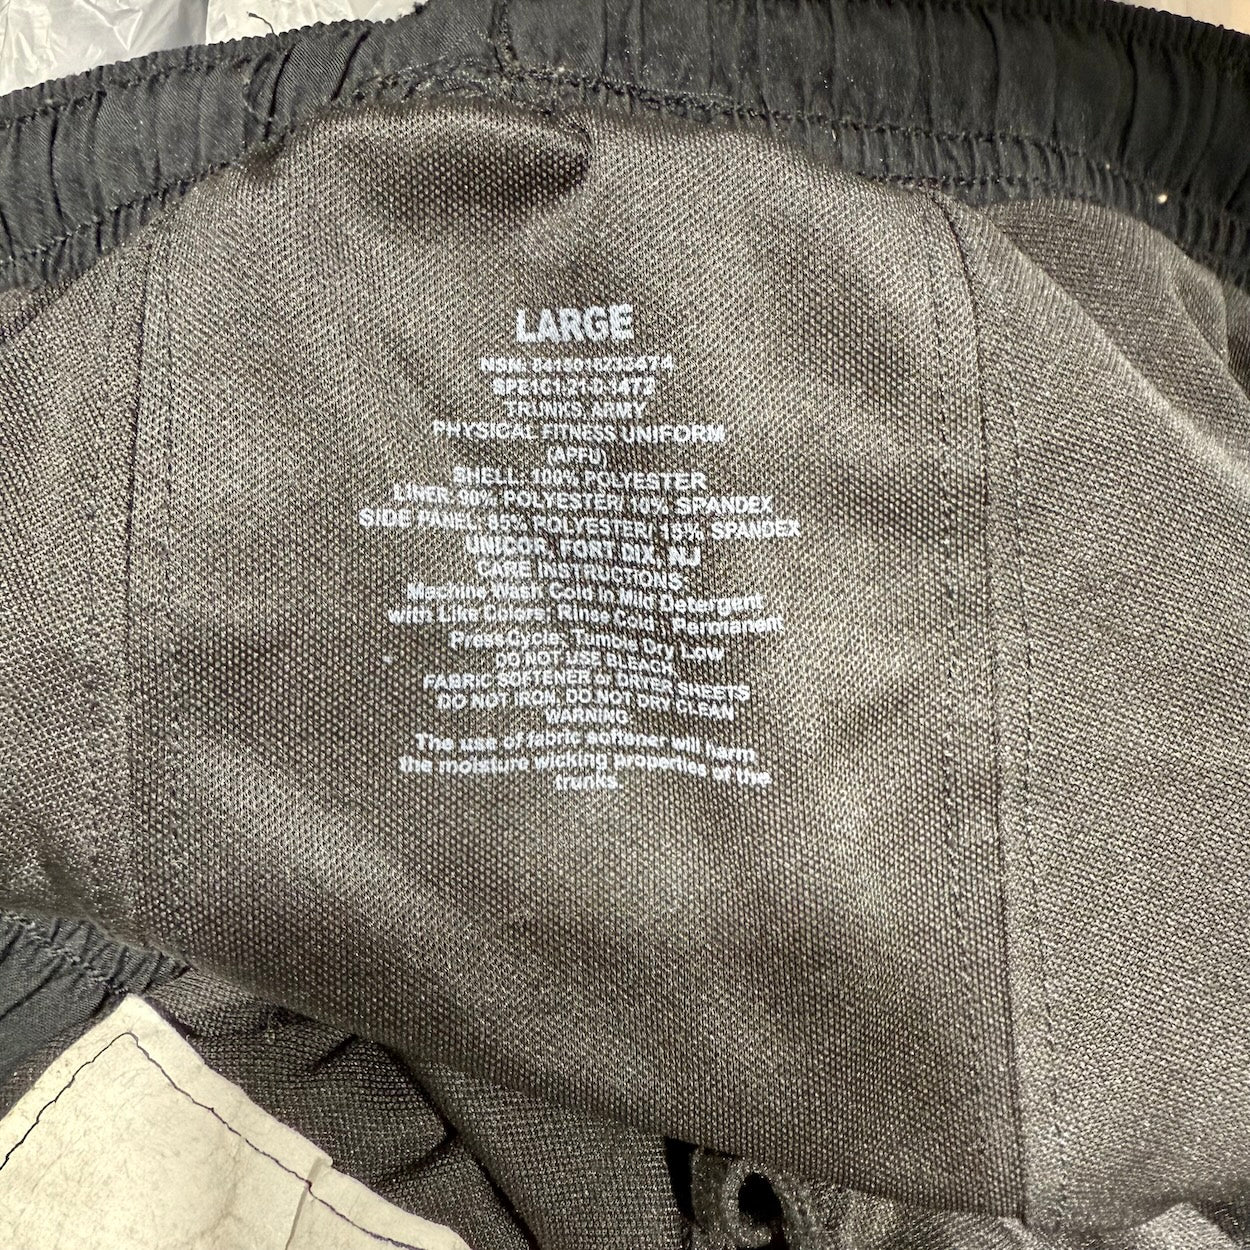 LARGE
NSN:
TRUNKS, ARMY
PHYSICAL FITNESS UNIFORM
(APFU)
SHELL: 100% POLYESTER
LINER: 90% POLYESTER/ 10% SPANDEX
SIDE PANEL: 85% POLYESTER/ 15% SPANDEX
UNICOR, FORT DIX, NJ
CARE INSTRUCTIONS:
Machine Wash Cold in Mild Detergent
with Like Colors; Rinse Cold Permanent
Press Cycle; Tumble Dry Low
DO NOT USE BLEACH,
FABRIC SOFTENER or DRYER SHEETS
DO NOT IRON, DO NOT DRY CLEAN
WARNING:
The use of fabric softener will harm
the moisture wicking properties of the
trunks.